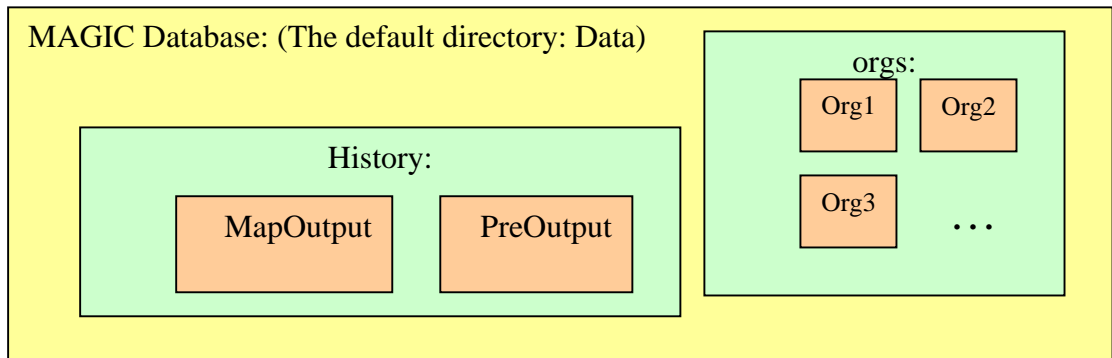 MAGIC Database: (The default directory: Data)
orgs:
Org1
Org2
Org3
...
History:
MapOutput
PreOutput